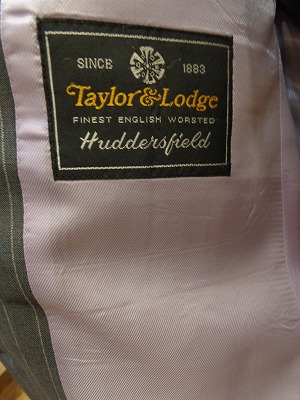 SINCE 1883
Taylor & Lodge
FINEST ENGLISH WORSTED
Huddersfield